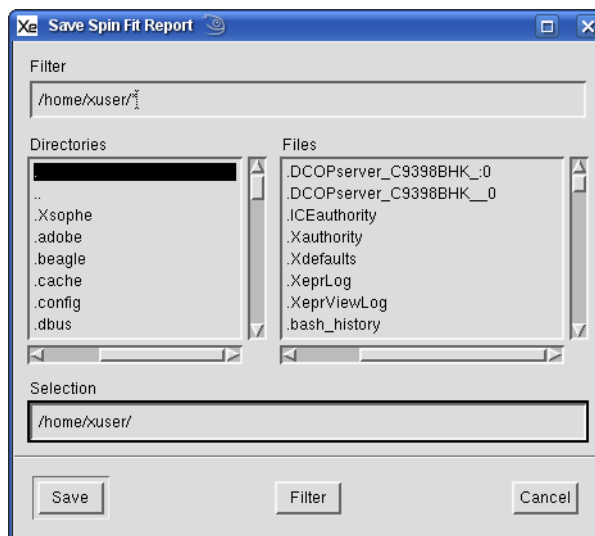 Xe Save Spin Fit Report
Filter
/home/xuser/*
Directories
.
..
.Xsophe
.adobe
.beagle
.cache
.config
.dbus
Files
.DCOPserver_C9398BHK_:0
.DCOPserver_C9398BHK__0
.ICEauthority
.Xauthority
.Xdefaults
.XeprLog
.XeprViewLog
.bash_history
Selection
/home/xuser/
Save Filter Cancel